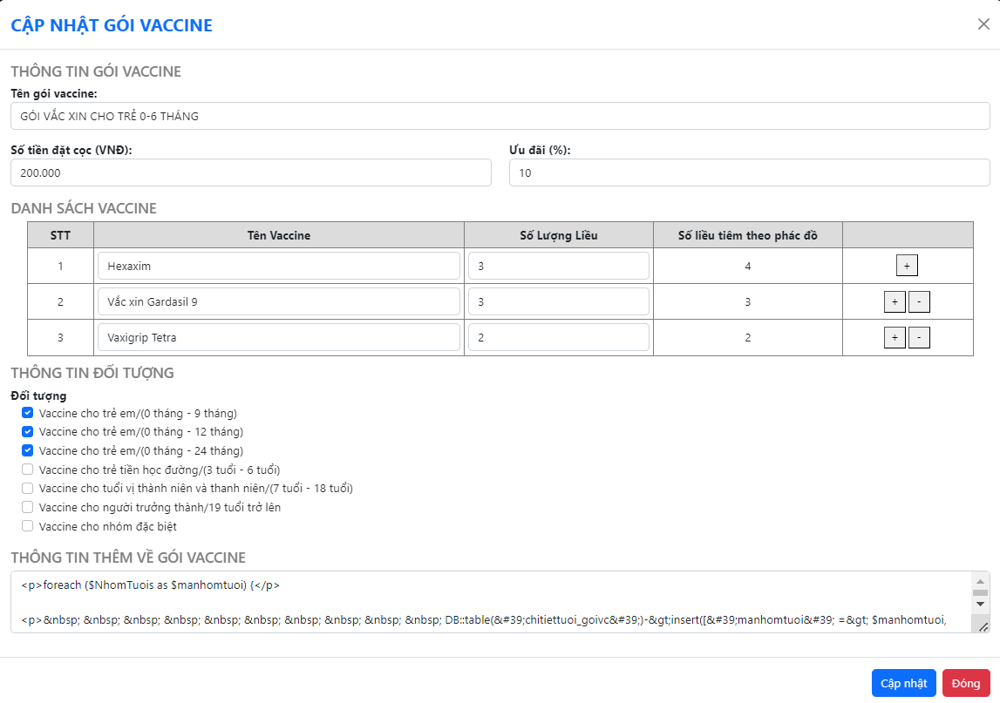 CẬP NHẬT GÓI VACCINE
THÔNG TIN GÓI VACCINE
Tên gói vaccine:
GÓI VẮC XIN CHO TRẺ 0-6 THÁNG
Số tiền đặt cọc (VNĐ): Ưu đãi (%):
200.000 10
DANH SÁCH VACCINE
STT Tên Vaccine Số Lượng Liều Số liều tiêm theo phác đồ
1 Hexaxim 3 4 +
2 Vắc xin Gardasil 9 3 3 + -
3 Vaxigrip Tetra 2 2 + -
THÔNG TIN ĐỐI TƯỢNG
Đối tượng
Vaccine cho trẻ em/(0 tháng - 9 tháng)
Vaccine cho trẻ em/(0 tháng - 12 tháng)
Vaccine cho trẻ em/(0 tháng - 24 tháng)
Vaccine cho trẻ tiền học đường/(3 tuổi - 6 tuổi)
Vaccine cho tuổi vị thành niên và thanh niên/(7 tuổi - 18 tuổi)
Vaccine cho người trưởng thành/19 tuổi trở lên
Vaccine cho nhóm đặc biệt
THÔNG TIN THÊM VỀ GÓI VACCINE
<p>foreach ($NhomTuois as $manhomtuoi) {</p>
<p>&nbsp; &nbsp; &nbsp; &nbsp; &nbsp; &nbsp; &nbsp; &nbsp; &nbsp; &nbsp; DB::table(&#39;chitiettuoi_goivc&#39;)-&gt;insert([&#39;manhomtuoi&#39; =&gt; $manhomtuoi,
Cập nhật Đóng